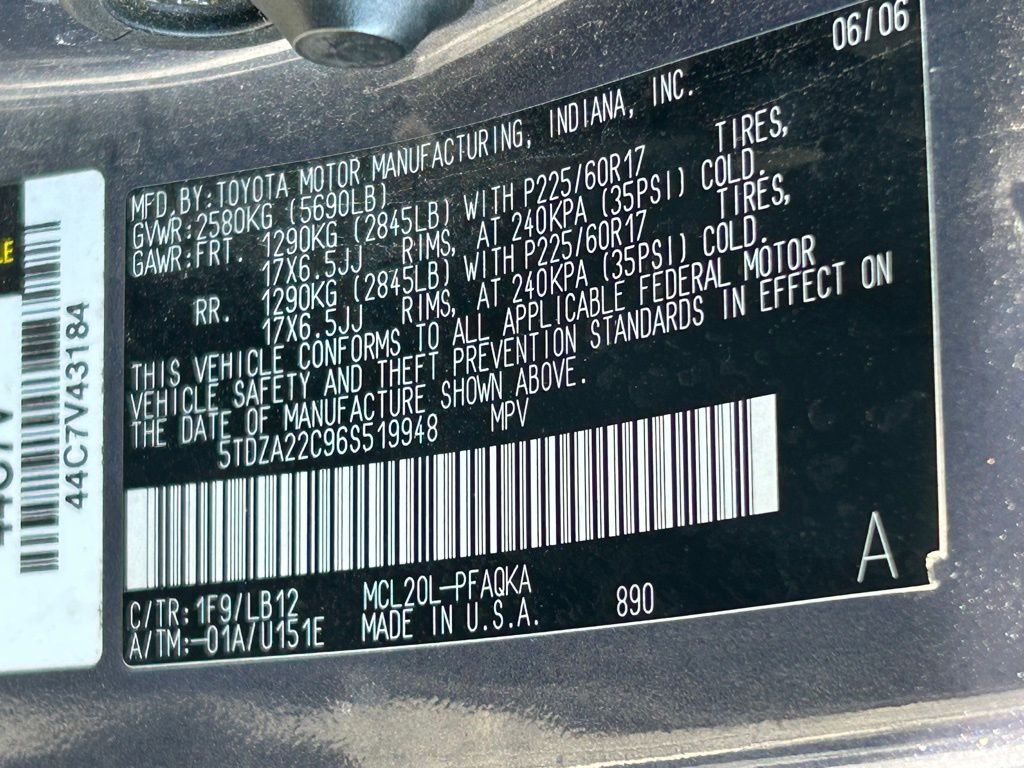 06/06
MFD.BY:TOYOTA MOTOR MANUFACTURING, INDIANA, INC.
GVWR:2580KG (5690LB)
GAWR:FRT. 1290KG (2845LB) WITH P225/60R17 TIRES,
17X6.5JJ RIMS, AT 240KPA (35PSI) COLD.
RR. 1290KG (2845LB) WITH P225/60R17 TIRES,
17X6.5JJ RIMS, AT 240KPA (35PSI) COLD.
THIS VEHICLE CONFORMS TO ALL APPLICABLE FEDERAL MOTOR
VEHICLE SAFETY AND THEFT PREVENTION STANDARDS IN EFFECT ON
THE DATE OF MANUFACTURE SHOWN ABOVE.
5TDZA22C96S519948 MPV
A
C/TR:1F9/LB12 MCL20L-PFAQKA 890
A/TM:-01A/U151E MADE IN U.S.A.
44C7V43184